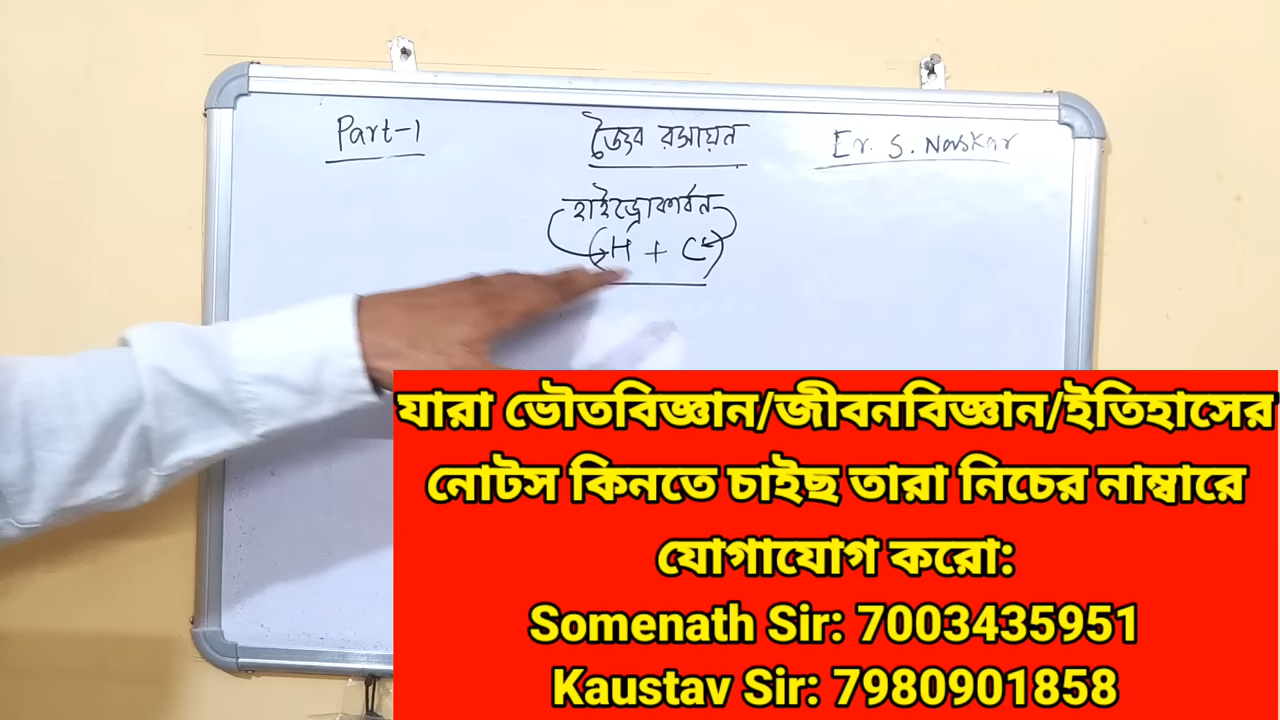 Part-1
জৈব রসায়ন
Er. S. Naskar
হাইড্রোকার্বন
(H + C)
যারা ভৌতবিজ্ঞান/জীবনবিজ্ঞান/ইতিহাসের
নোটস কিনতে চাইছ তারা নিচের নাম্বারে
যোগাযোগ করো:
Somenath Sir: 7003435951
Kaustav Sir: 7980901858